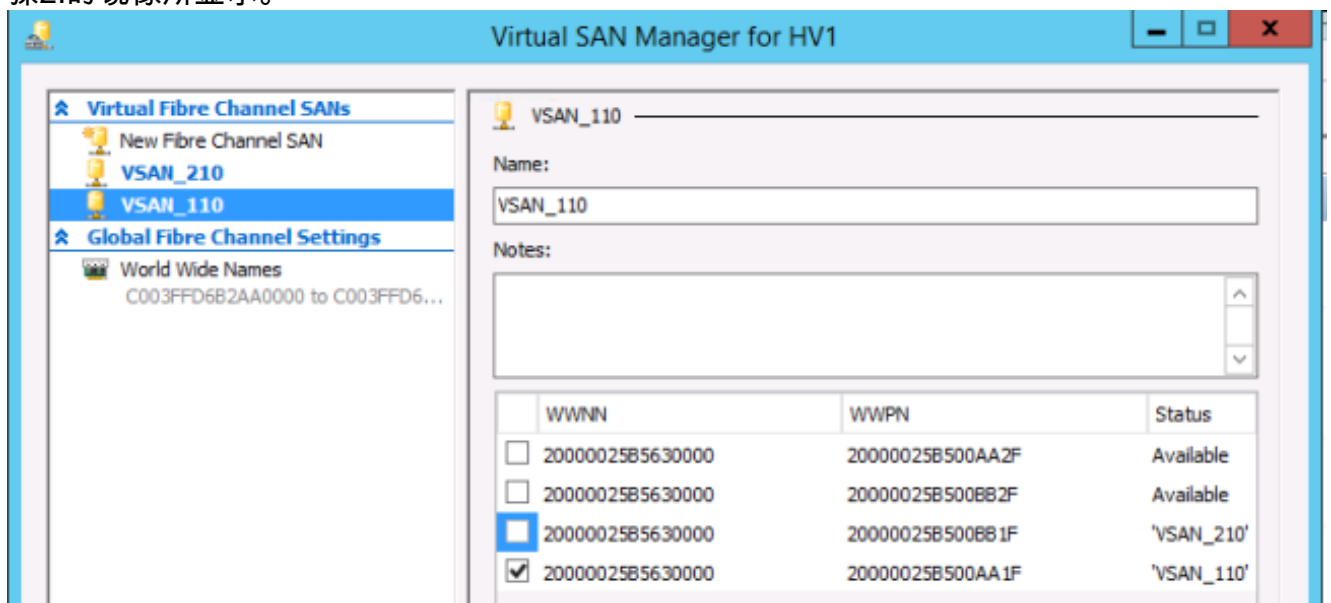 Virtual SAN Manager for HV1
Virtual Fibre Channel SANs
New Fibre Channel SAN
VSAN_210
VSAN_110
Global Fibre Channel Settings
World Wide Names
C003FFD6B2AA0000 to C003FFD6...
VSAN_110
Name:
VSAN_110
Notes:
WWNN WWPN Status
20000025B5630000 20000025B500AA2F Available
20000025B5630000 20000025B500BB2F Available
20000025B5630000 20000025B500BB1F 'VSAN_210'
20000025B5630000 20000025B500AA1F 'VSAN_110'